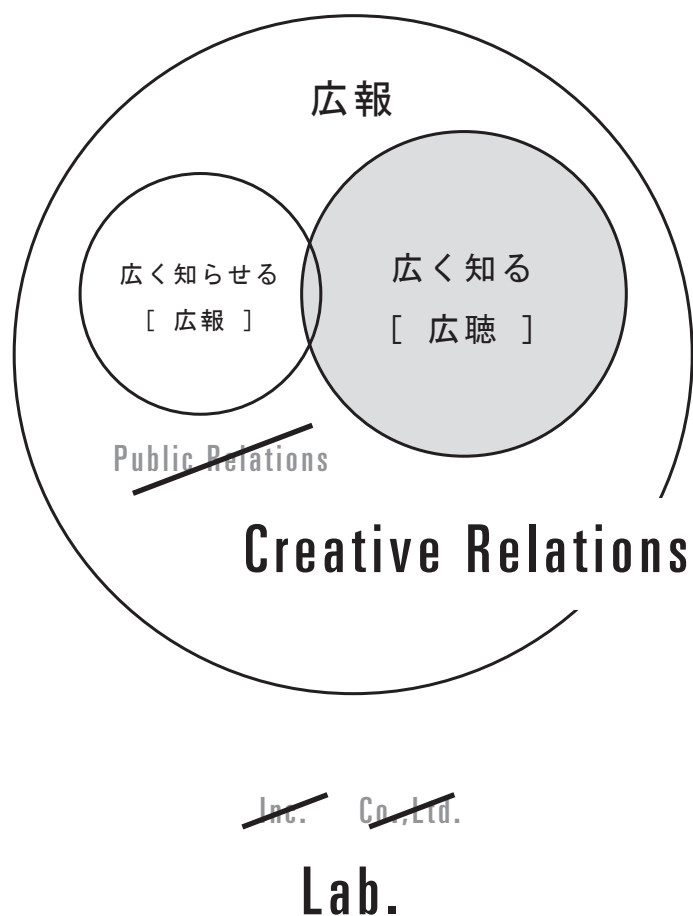 広報
広く知らせる
[ 広報 ]
広く知る
[ 広聴 ]
Public Relations
Creative Relations
Inc.
Co.,Ltd.
Lab.